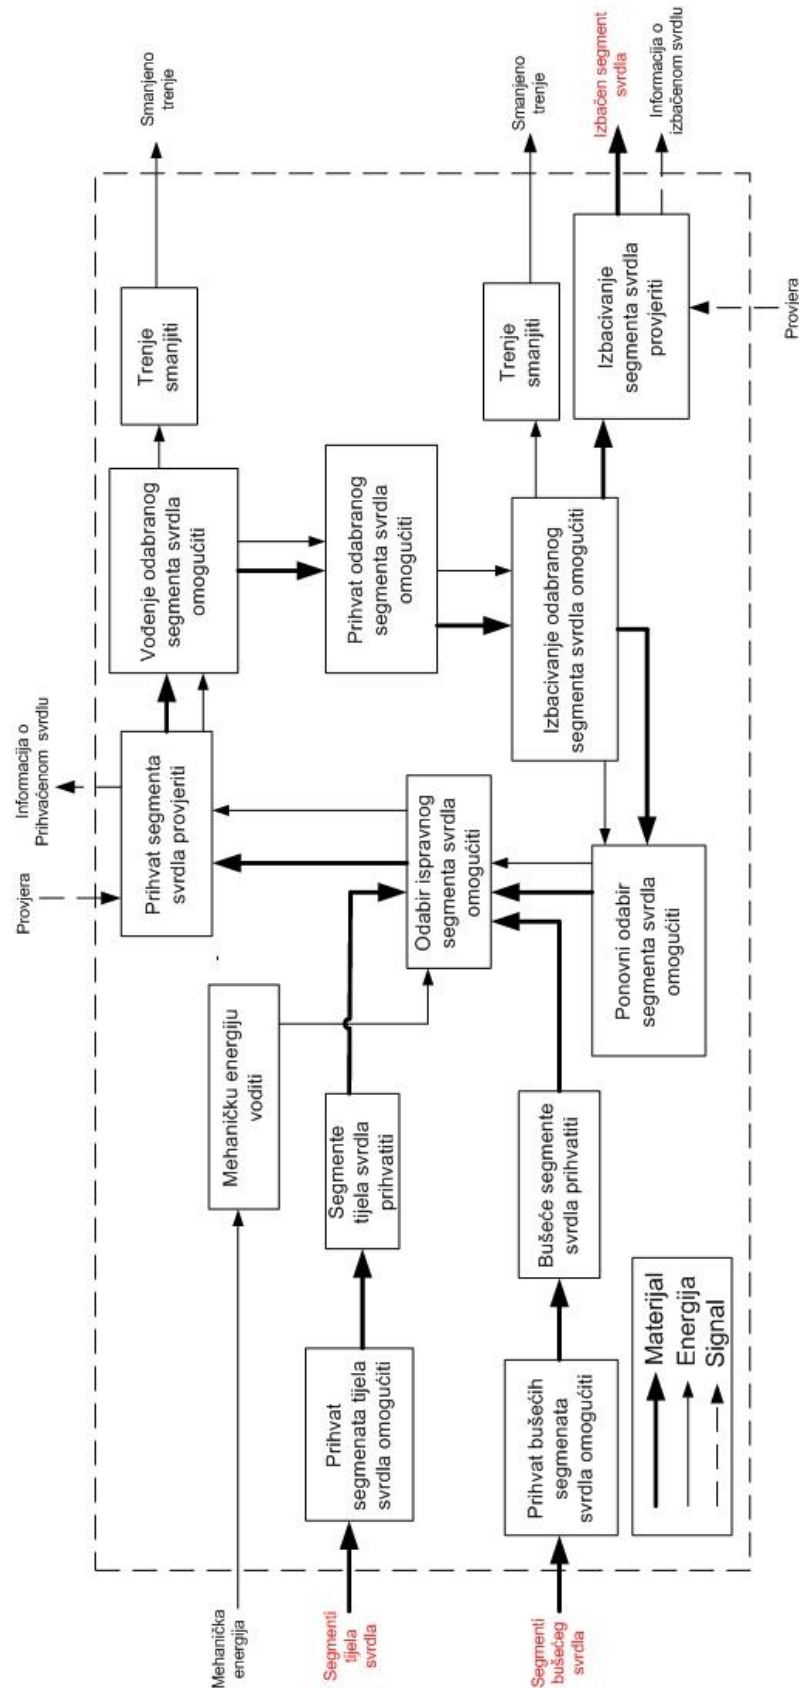 Mehanička
energija
Segmenti
tijela
svrdla
Segmenti
bušećeg
svrdla
Prihvat
segmenata tijela
svrdla omogućiti
Prihvat bušećih
segmenata
svrdla omogućiti
Mehaničku energiju
voditi
Segmente
tijela svrdla
prihvatiti
Bušeće segmente
svrdla prihvatiti
Materijal
Energija
Signal
Provjera
Informacija o
Prihvaćenom svrdlu
Prihvat segmenta
svrdla provjeriti
Odabir ispravnog
segmenta svrdla
omogućiti
Ponovni odabir
segmenta svrdla
omogućiti
Vođenje odabranog
segmenta svrdla
omogućiti
Prihvat odabranog
segmenta svrdla
omogućiti
Izbacivanje odabranog
segmenta svrdla omogućiti
Trenje
smanjiti
Trenje
smanjiti
Izbacivanje
segmenta svrdla
provjeriti
Provjera
Smanjeno
trenje
Smanjeno
trenje
Izbačen segment
svrdla
Informacija o
izbačenom svrdlu